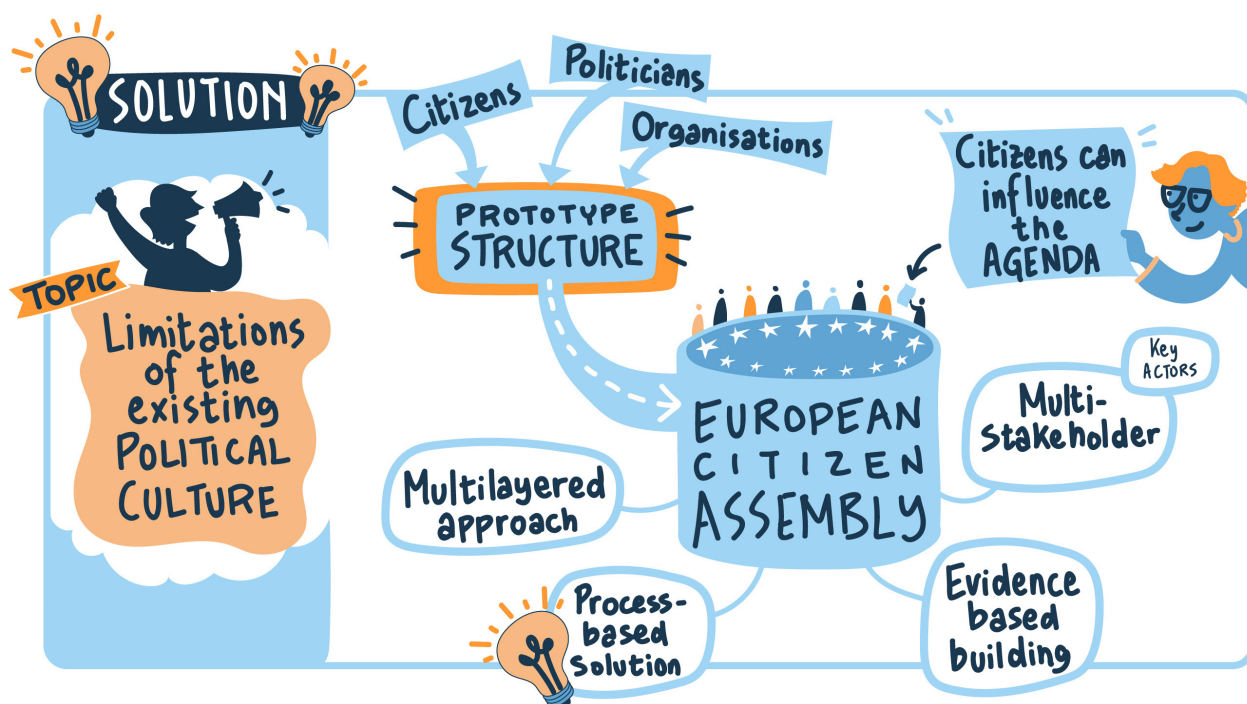 SOLUTION
TOPIC
Limitations
of the
existing
POLITICAL
CULTURE
Citizens
Politicians
Organisations
PROTOTYPE
STRUCTURE
Citizens can
influence
the
AGENDA
EUROPEAN
CITIZEN
ASSEMBLY
Key
ACTORS
Multi-
stakeholder
Multilayered
approach
Process-
based
Solution
Evidence
based
building